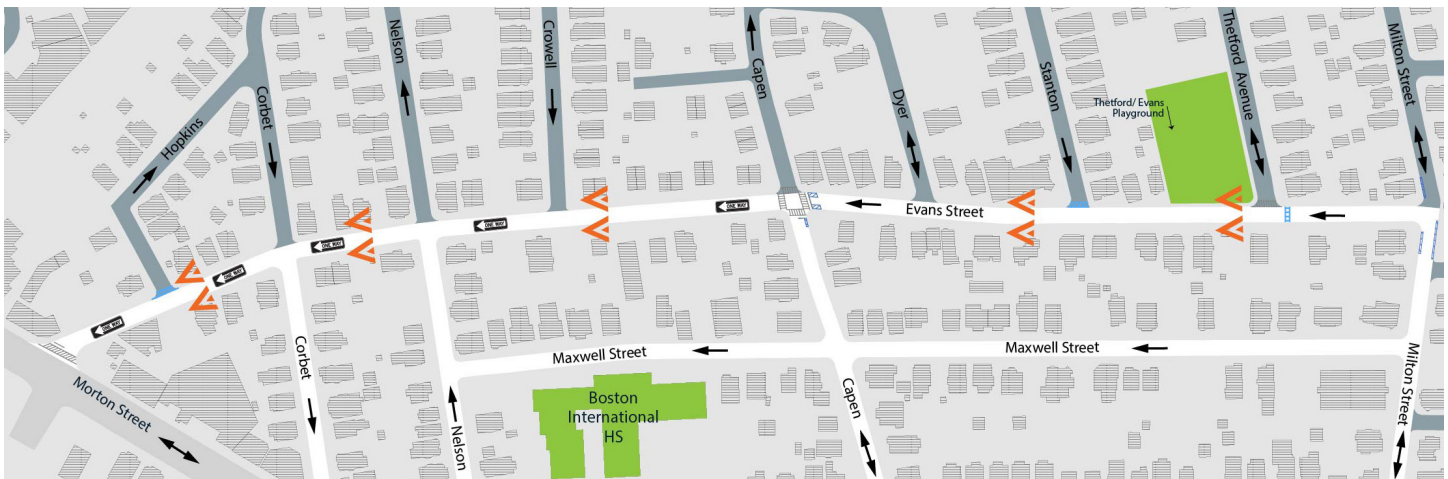 Nelson
Crowell
Capen
Dyer
Stanton
Thetford Avenue
Milton Street
Hopkins
Corbet
Thetford/ Evans
Playground
Evans Street
ONE WAY
ONE WAY
ONE WAY
ONE WAY
ONE WAY
Maxwell Street
Maxwell Street
Milton Street
Corbet
Nelson
Capen
Morton Street
Boston
International
HS